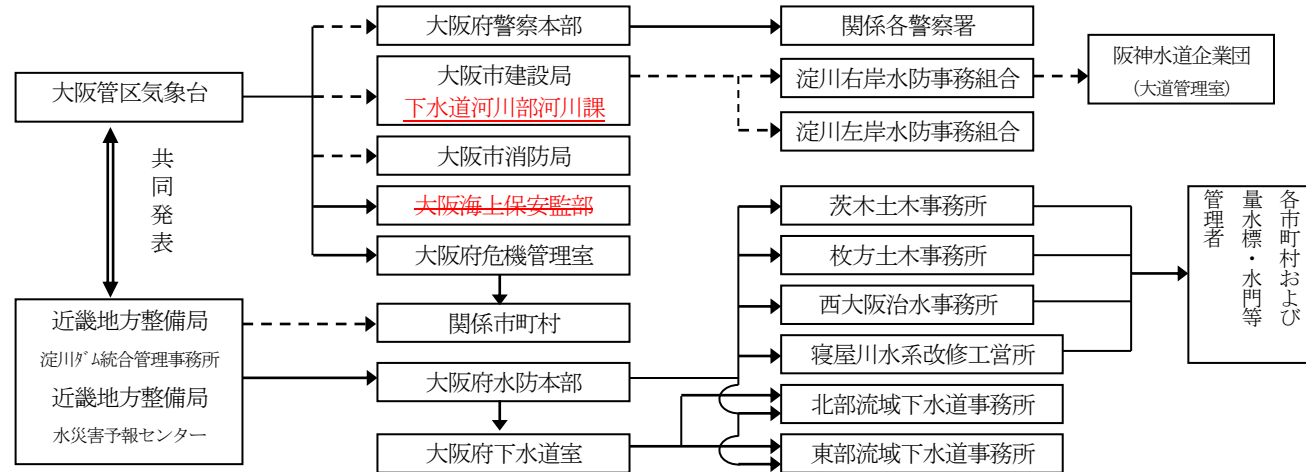 大阪管区気象台
共同発表
近畿地方整備局
淀川ﾀﾞﾑ統合管理事務所
近畿地方整備局
水災害予報センター
大阪府警察本部
大阪市建設局
下水道河川部河川課
大阪市消防局
大阪海上保安監部
大阪府危機管理室
関係市町村
大阪府水防本部
大阪府下水道室
関係各警察署
淀川右岸水防事務組合
淀川左岸水防事務組合
茨木土木事務所
枚方土木事務所
西大阪治水事務所
寝屋川水系改修工営所
北部流域下水道事務所
東部流域下水道事務所
阪神水道企業団
(大道管理室)
各市町村および
量水標・水門等
管理者